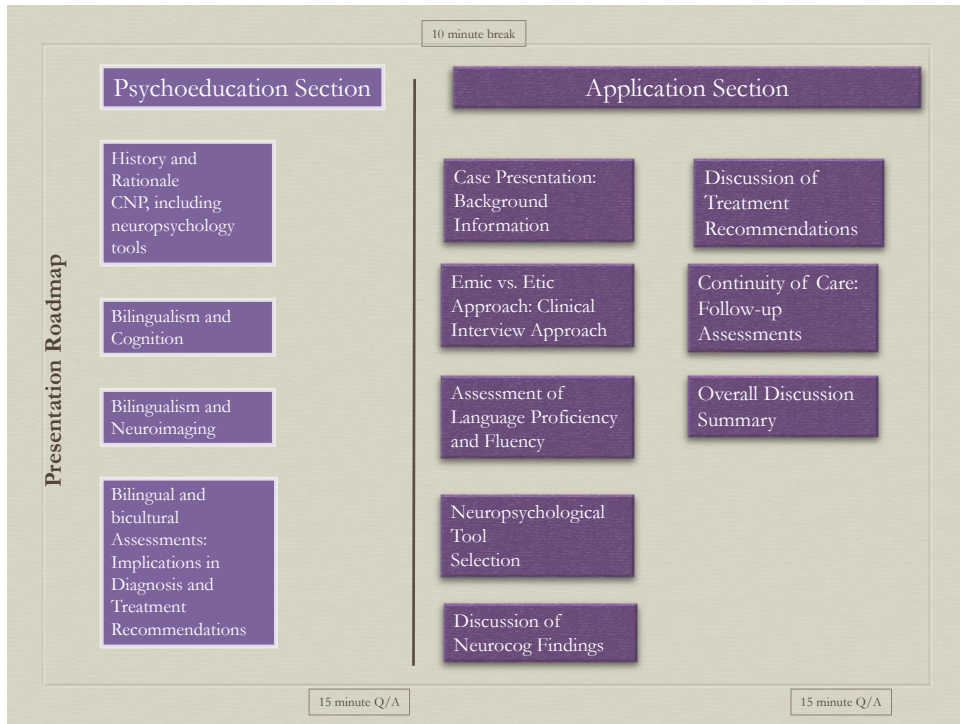 10 minute break
Psychoeducation Section
Application Section
Presentation Roadmap
History and
Rationale
CNP, including
neuropsychology
tools
Bilingualism and
Cognition
Bilingualism and
Neuroimaging
Bilingual and
bicultural
Assessments:
Implications in
Diagnosis and
Treatment
Recommendations
Case Presentation:
Background
Information
Emic vs. Etic
Approach: Clinical
Interview Approach
Assessment of
Language Proficiency
and Fluency
Neuropsychological
Tool
Selection
Discussion of
Neurocog Findings
Discussion of
Treatment
Recommendations
Continuity of Care:
Follow-up
Assessments
Overall Discussion
Summary
15 minute Q/A
15 minute Q/A